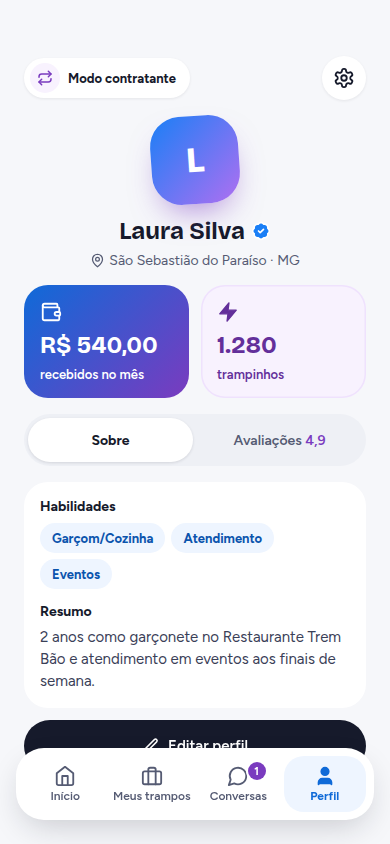 Modo contratante
L
Laura Silva
São Sebastião do Paraíso · MG
R$ 540,00
recebidos no mês
1.280
trampinhos
Sobre
Avaliações 4,9
Habilidades
Garçom/Cozinha
Atendimento
Eventos
Resumo
2 anos como garçonete no Restaurante Trem
Bão e atendimento em eventos aos finais de
semana.
Editar perfil
1
Início
Meus trampos
Conversas
Perfil